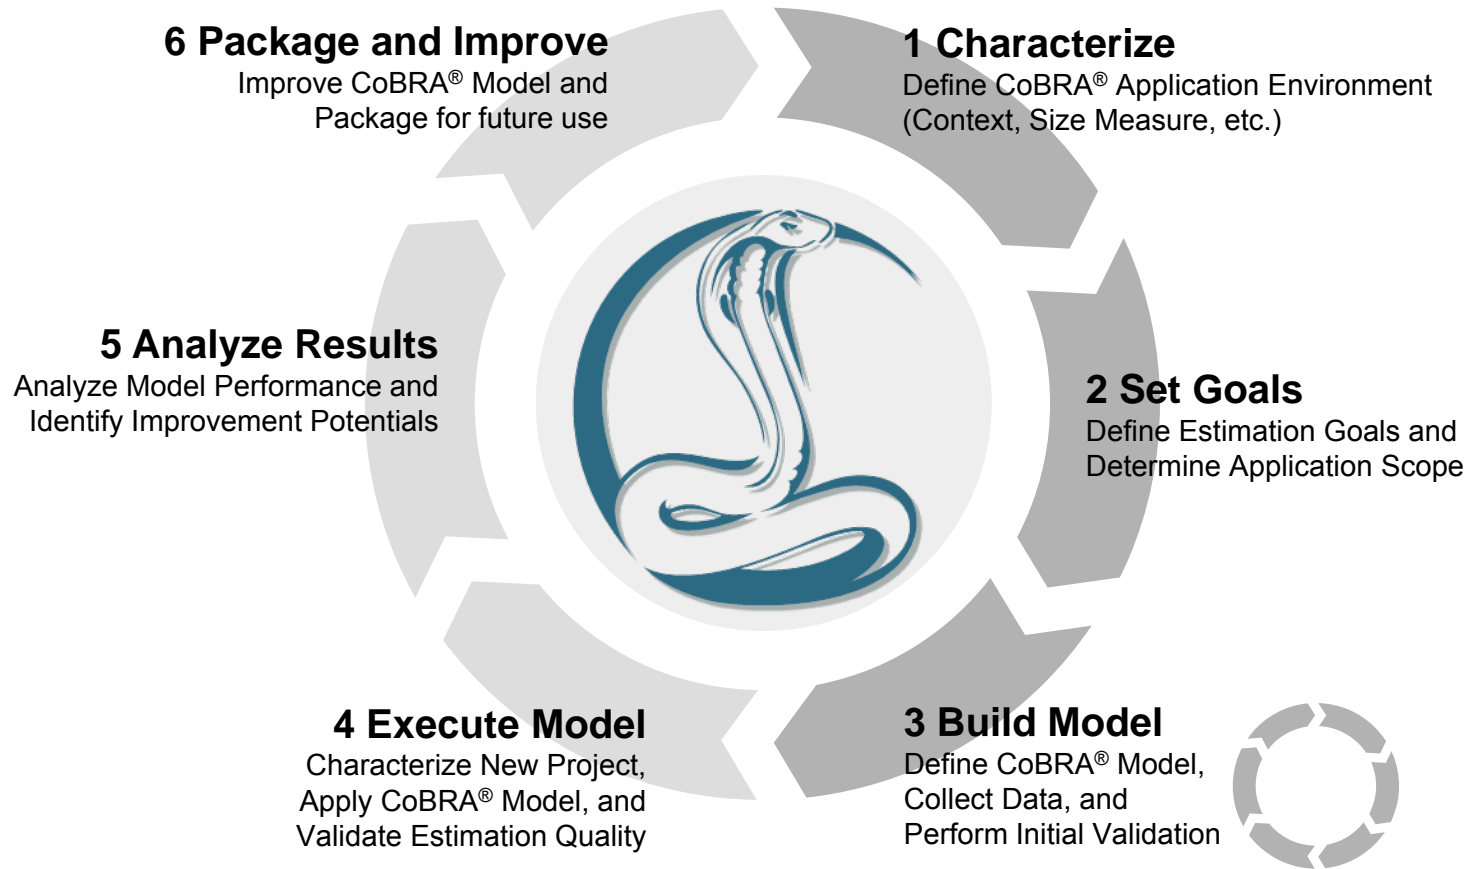 6 Package and Improve
Improve CoBRA® Model and
Package for future use
1 Characterize
Define CoBRA® Application Environment
(Context, Size Measure, etc.)
5 Analyze Results
Analyze Model Performance and
Identify Improvement Potentials
2 Set Goals
Define Estimation Goals and
Determine Application Scope
4 Execute Model
Characterize New Project,
Apply CoBRA® Model, and
Validate Estimation Quality
3 Build Model
Define CoBRA® Model,
Collect Data, and
Perform Initial Validation